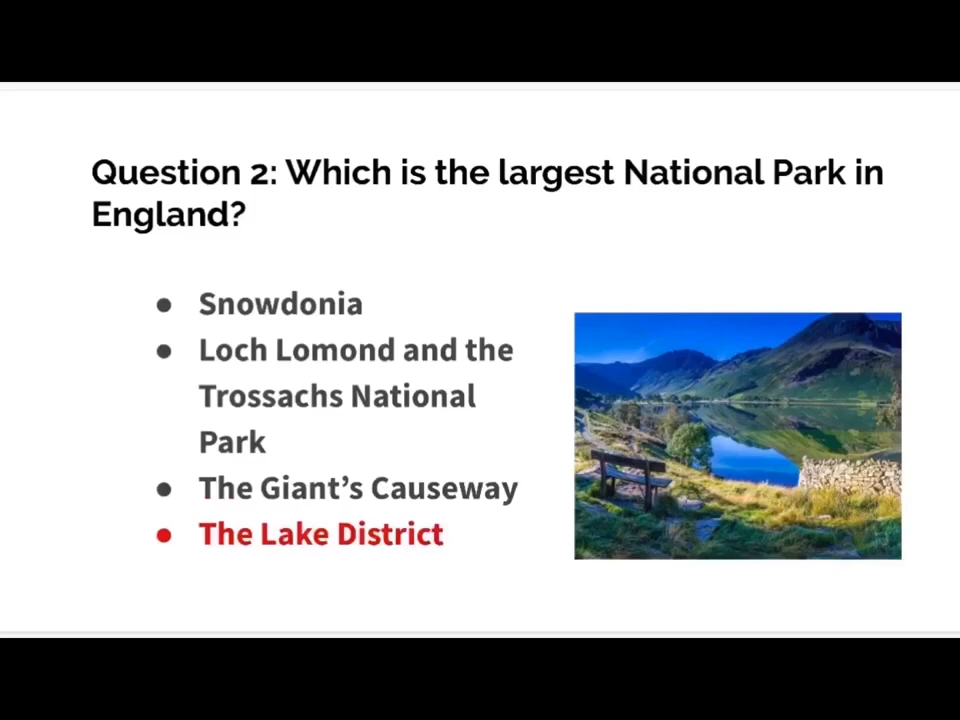 Question 2: Which is the largest National Park in
England?
● Snowdonia
● Loch Lomond and the
Trossachs National
Park
● The Giant’s Causeway
● The Lake District